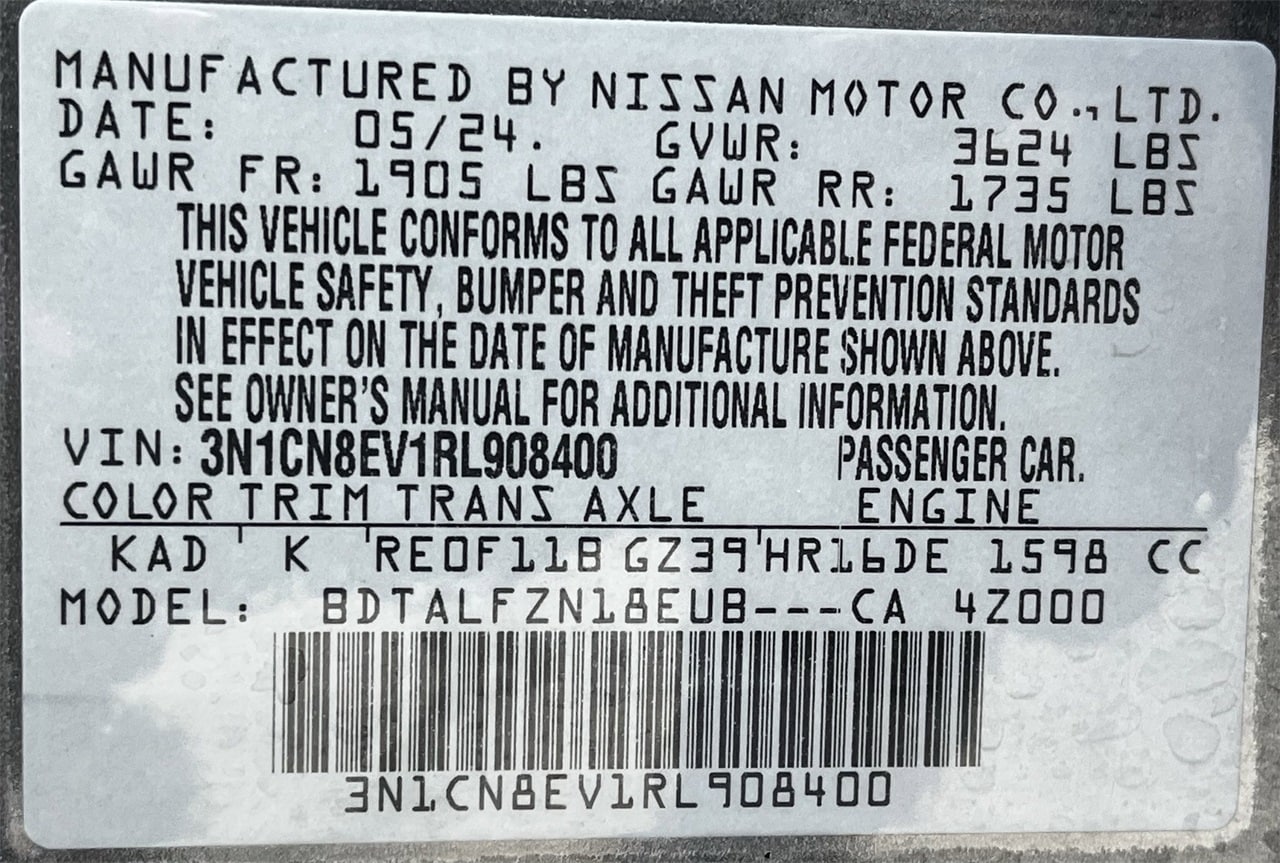 MANUFACTURED BY NISSAN MOTOR CO., LTD.
DATE: 05/24. GVWR: 3624 LBS
GAWR FR: 1905 LBS GAWR RR: 1735 LBS
THIS VEHICLE CONFORMS TO ALL APPLICABLE FEDERAL MOTOR
VEHICLE SAFETY, BUMPER AND THEFT PREVENTION STANDARDS
IN EFFECT ON THE DATE OF MANUFACTURE SHOWN ABOVE.
SEE OWNER'S MANUAL FOR ADDITIONAL INFORMATION.
VIN: 3N1CN8EV1RL908400 PASSENGER CAR.
COLOR TRIM TRANS AXLE ENGINE
KAD K RE0F11B GZ39 HR16DE 1598 CC
MODEL: BDTALFZN18EUB---CA 4Z000
3N1CN8EV1RL908400